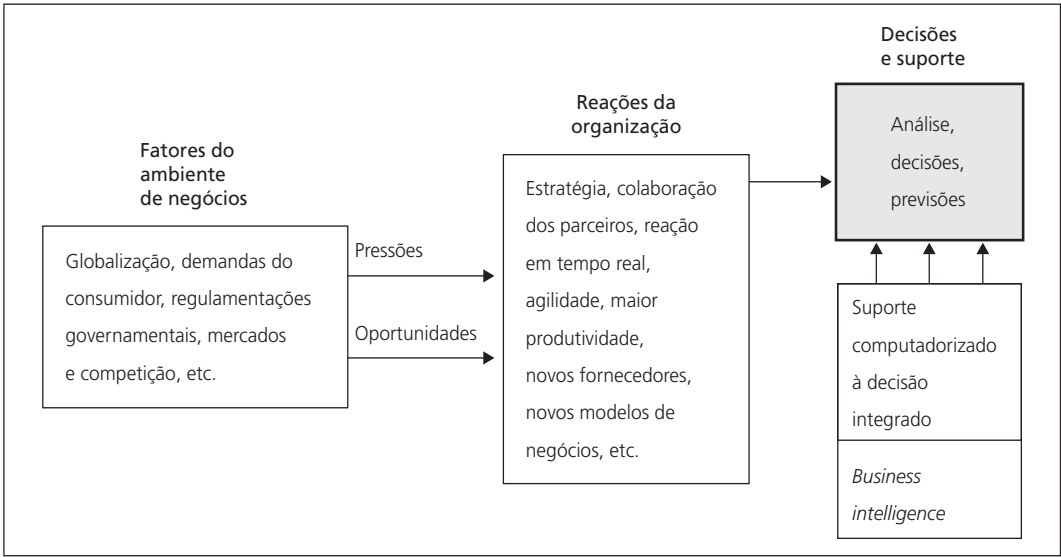 Fatores do
ambiente
de negócios
Globalização, demandas do
consumidor, regulamentações
governamentais, mercados
e competição, etc.
Pressões
Oportunidades
Reações da
organização
Estratégia, colaboração
dos parceiros, reação
em tempo real,
agilidade, maior
produtividade,
novos fornecedores,
novos modelos de
negócios, etc.
Decisões
e suporte
Análise,
decisões,
previsões
Suporte
computadorizado
à decisão
integrado
Business
intelligence